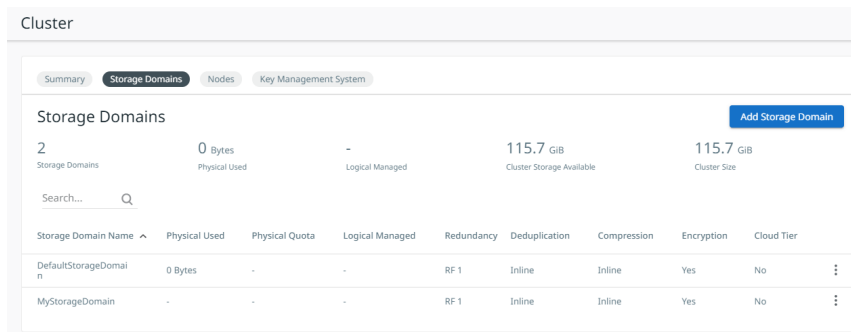 Cluster
Summary Storage Domains Nodes Key Management System
Storage Domains Add Storage Domain
2 0 Bytes - 115.7 GiB 115.7 GiB
Storage Domains Physical Used Logical Managed Cluster Storage Available Cluster Size
Search...
Storage Domain Name Physical Used Physical Quota Logical Managed Redundancy Deduplication Compression Encryption Cloud Tier
DefaultStorageDomai 0 Bytes - - RF 1 Inline Inline Yes No
n
MyStorageDomain - - - RF 1 Inline Inline Yes No